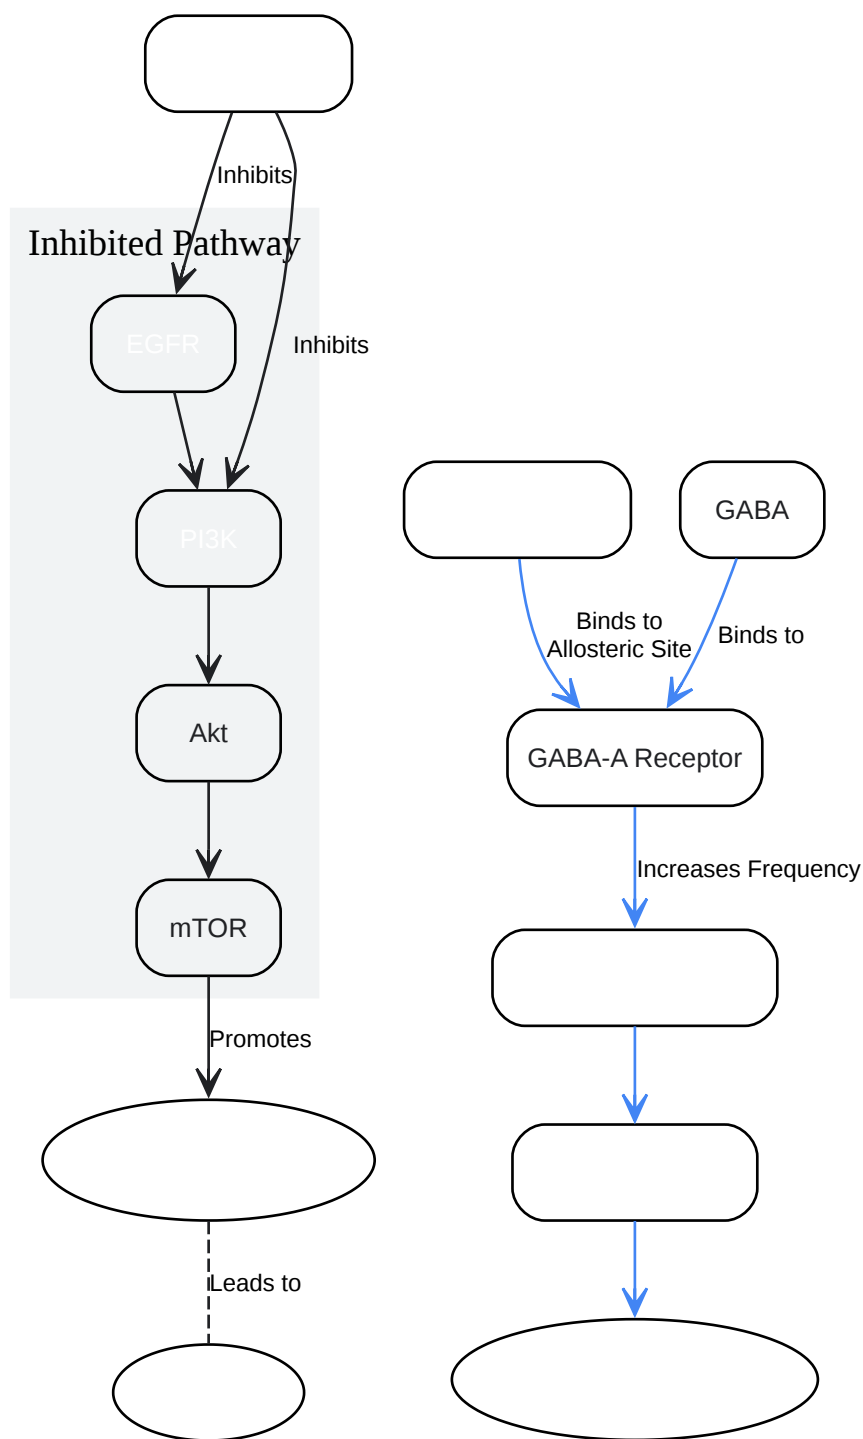 Inhibits
Inhibited Pathway
EGFR
Inhibits
PI3K
Akt
mTOR
Promotes
Leads to
GABA
Binds to
Allosteric Site
Binds to
GABA-A Receptor
Increases Frequency